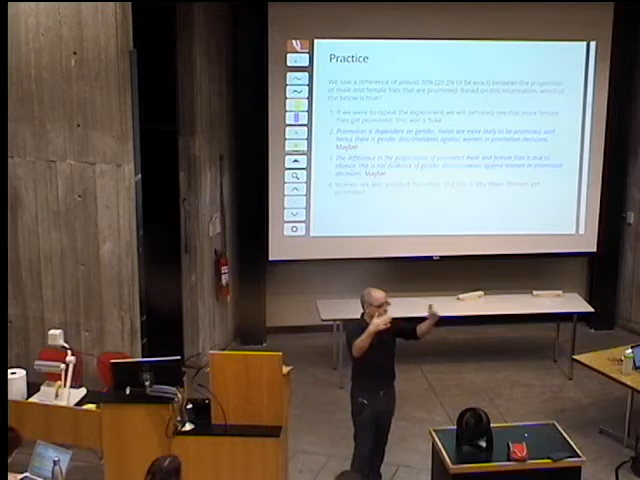 Practice
We saw a difference of almost 30% (29.2% to be exact) between the proportion
of male and female files that are promoted. Based on this information, which of
the below is true?
1. If we were to repeat the experiment we will definitely see that more female
files get promoted. This was a fluke.
2. Promotion is dependent on gender, males are more likely to be promoted, and
hence there is gender discrimination against women in promotion decisions.
Maybe
3. The difference in the proportions of promoted male and female files is due to
chance, this is not evidence of gender discrimination against women in promotion
decisions. Maybe
4. Women are less qualified than men, and this is why fewer females get
promoted.